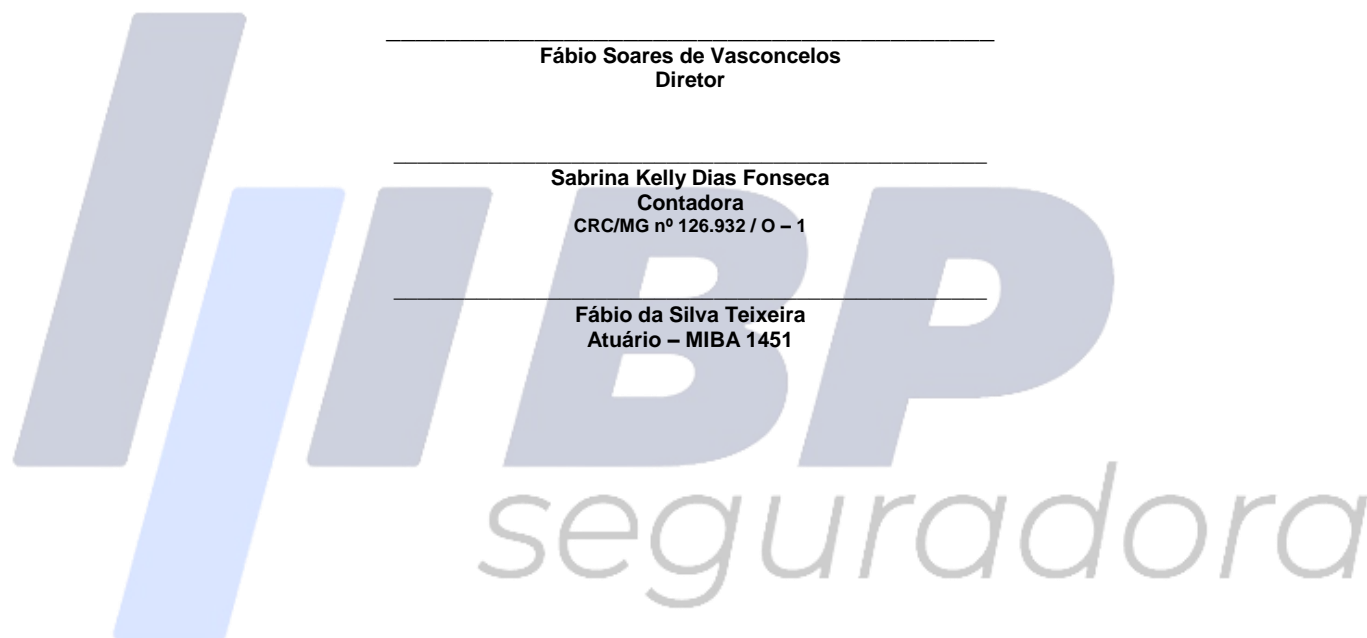 Fábio Soares de Vasconcelos
Diretor
Sabrina Kelly Dias Fonseca
Contadora
CRC/MG nº 126.932 / O – 1
Fábio da Silva Teixeira
Atuário – MIBA 1451
IBP
seguradora